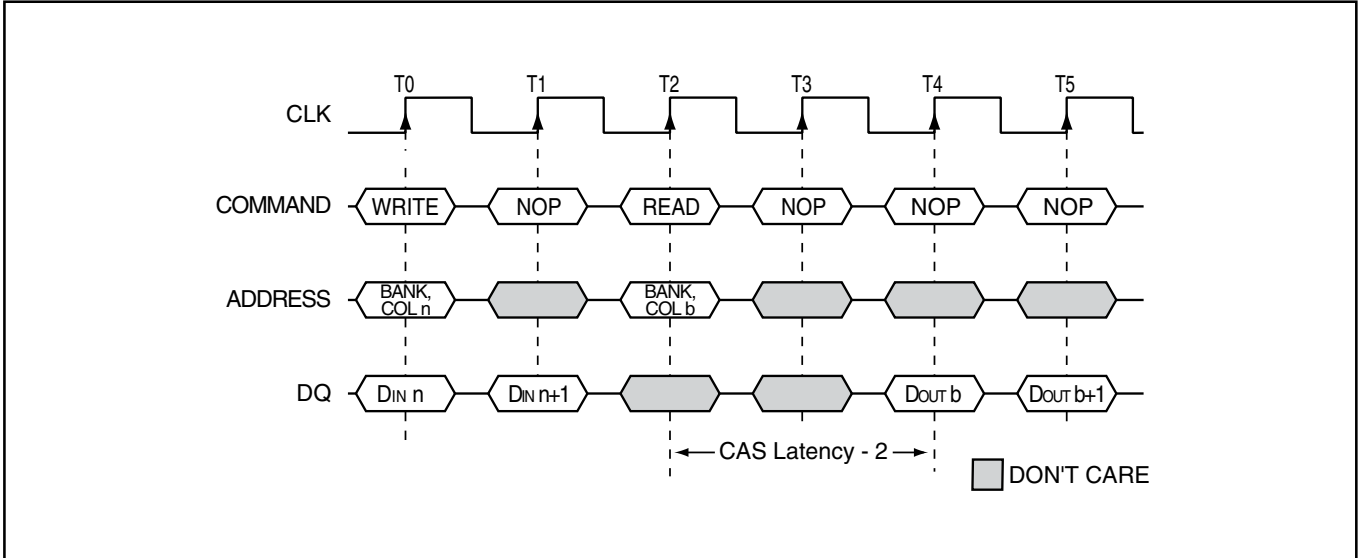 T0 T1 T2 T3 T4 T5
CLK
COMMAND WRITE NOP READ NOP NOP NOP
ADDRESS BANK, COL n BANK, COL b
DQ DIN n DIN n+1 DOUT b DOUT b+1
CAS Latency - 2
DON'T CARE